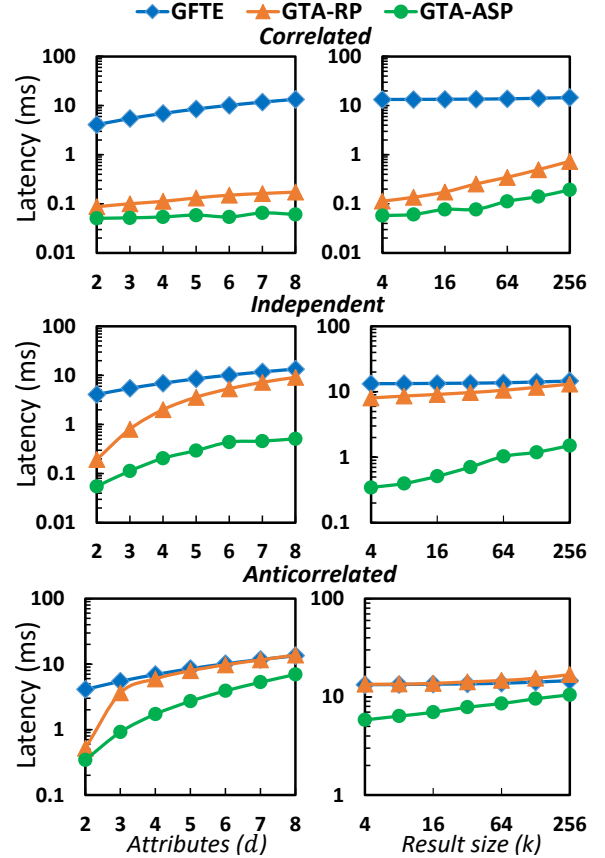 GFTE GTA-RP GTA-ASP
Correlated
Latency (ms)
100
10
1
0.1
0.01
2 3 4 5 6 7 8
100
10
1
0.1
0.01
4 16 64 256
Independent
Latency (ms)
100
10
1
0.1
0.01
2 3 4 5 6 7 8
100
10
1
0.1
4 16 64 256
Anticorrelated
Latency (ms)
100
10
1
0.1
2 3 4 5 6 7 8
Attributes (d)
100
10
1
4 16 64 256
Result size (k)